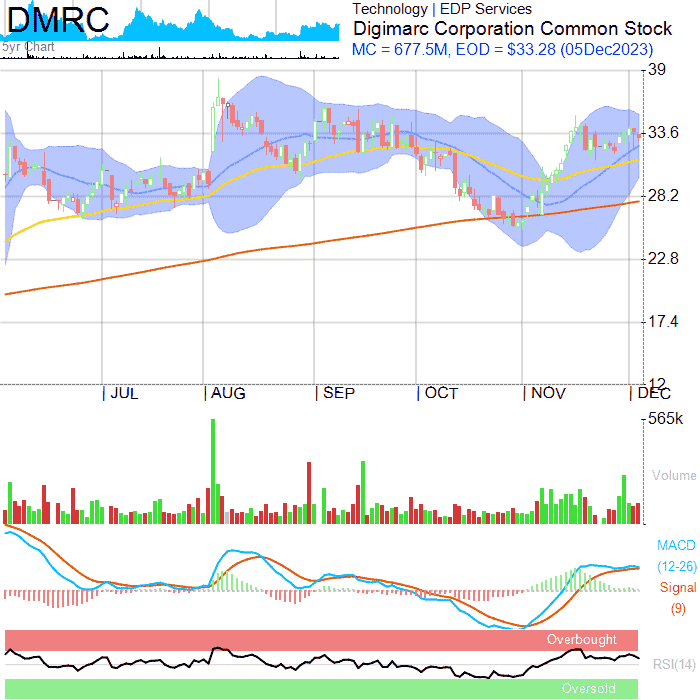 DMRC
5yr Chart
Technology | EDP Services
Digimarc Corporation Common Stock
MC = 677.5M, EOD = $33.28 (05Dec2023)
39
33.6
28.2
22.8
17.4
12
JUL
AUG
SEP
OCT
NOV
DEC
565k
Volume
MACD
(12-26)
Signal
(9)
Overbought
RSI(14)
Oversold